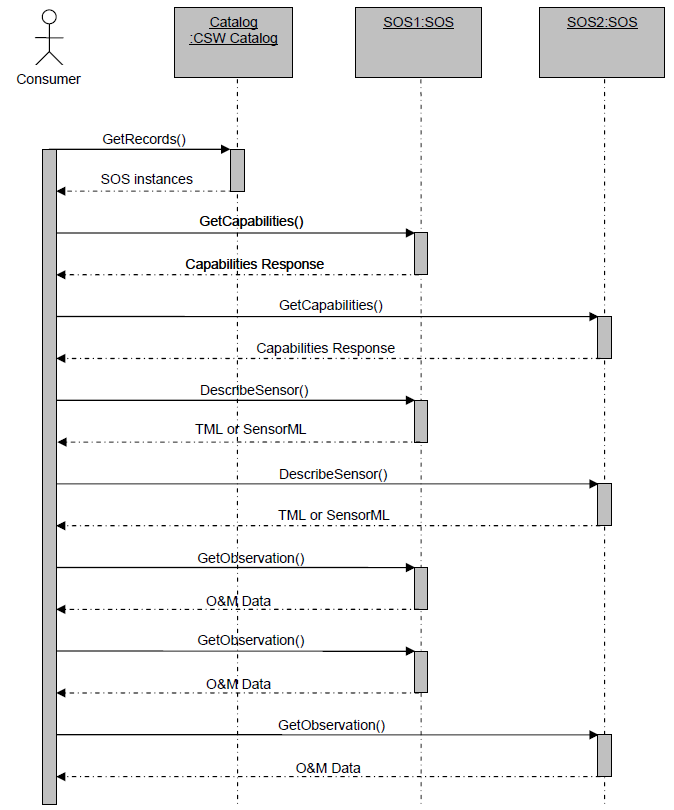 Catalog
:CSW Catalog
SOS1:SOS
SOS2:SOS
Consumer
GetRecords()
SOS instances
GetCapabilities()
Capabilities Response
GetCapabilities()
Capabilities Response
DescribeSensor()
TML or SensorML
DescribeSensor()
TML or SensorML
GetObservation()
O&M Data
GetObservation()
O&M Data
GetObservation()
O&M Data